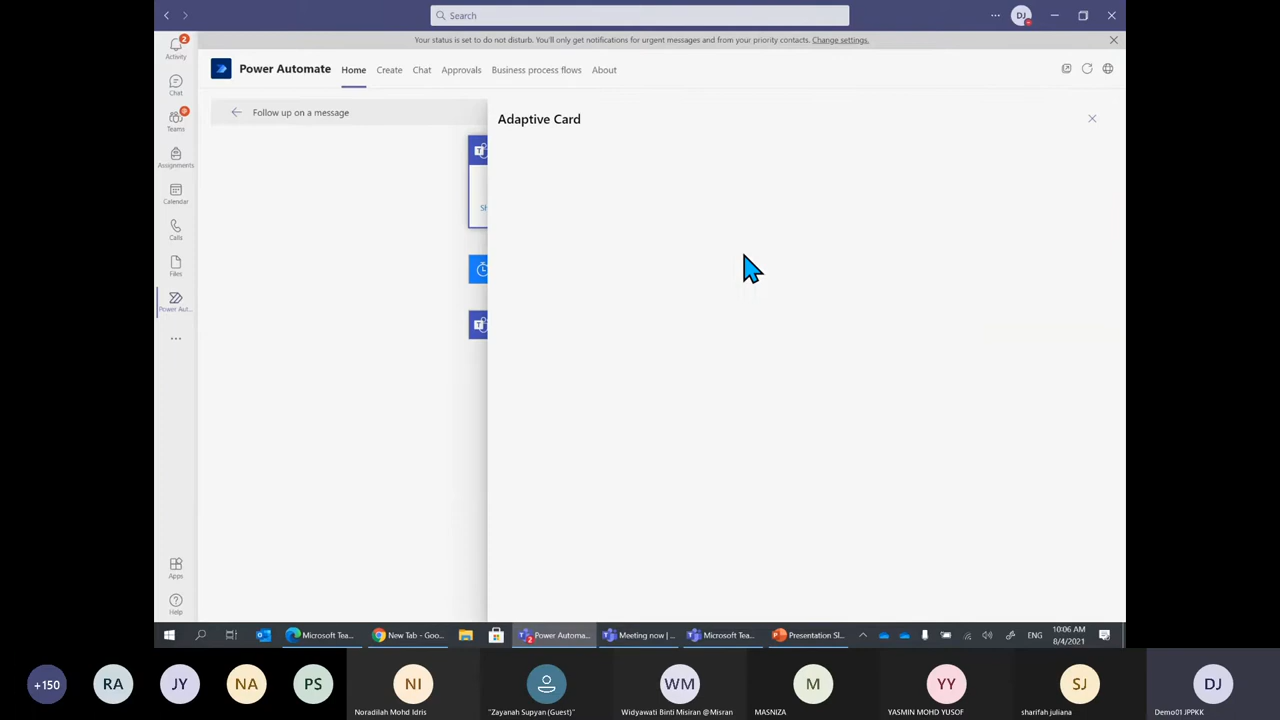 Search
DJ
Your status is set to do not disturb. You'll only get notifications for urgent messages and from your priority contacts. Change settings.
2
Activity
Chat
Teams
Assignments
Calendar
Calls
Files
Power Aut...
Apps
Help
Power Automate
Home
Create
Chat
Approvals
Business process flows
About
Follow up on a message
Adaptive Card
Microsoft Tea...
New Tab - Goo...
Power Automa...
Meeting now | ...
Microsoft Tea...
Presentation Sl...
ENG
10:06 AM
8/4/2021
+150
RA
JY
NA
PS
NI
Noradilah Mohd Idris
"Zayanah Supyan (Guest)"
WM
Widyawati Binti Misiran @Misran
M
MASNIZA
YY
YASMIN MOHD YUSOF
SJ
sharifah juliana
DJ
Demo01 JPPKK